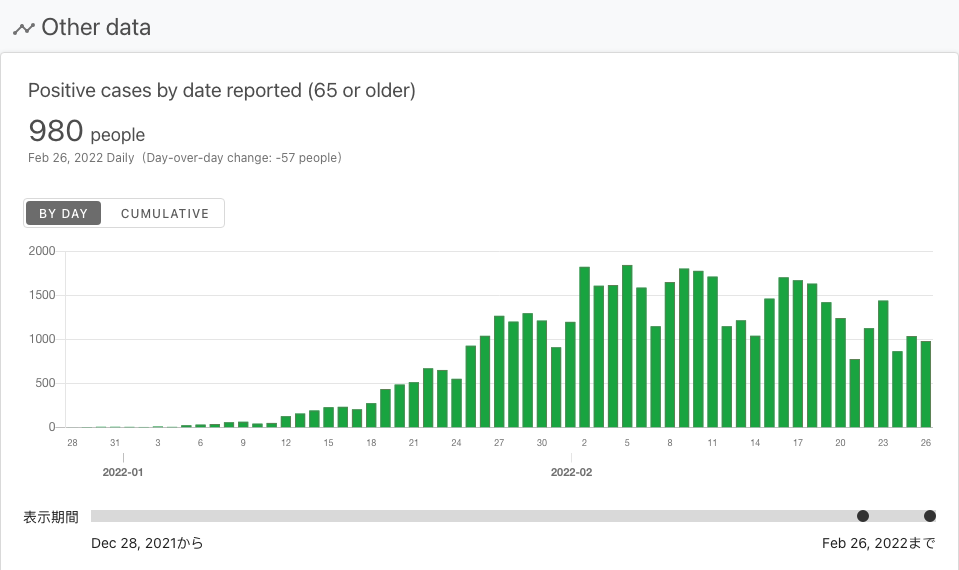 Other data
Positive cases by date reported (65 or older)
980 people
Feb 26, 2022 Daily (Day-over-day change: -57 people)
BY DAY CUMULATIVE
2000
1500
1000
500
0
28 31 3 6 9 12 15 18 21 24 27 30 2 5 8 11 14 17 20 23 26
2022-01 2022-02
表示期間
Dec 28, 2021から Feb 26, 2022まで